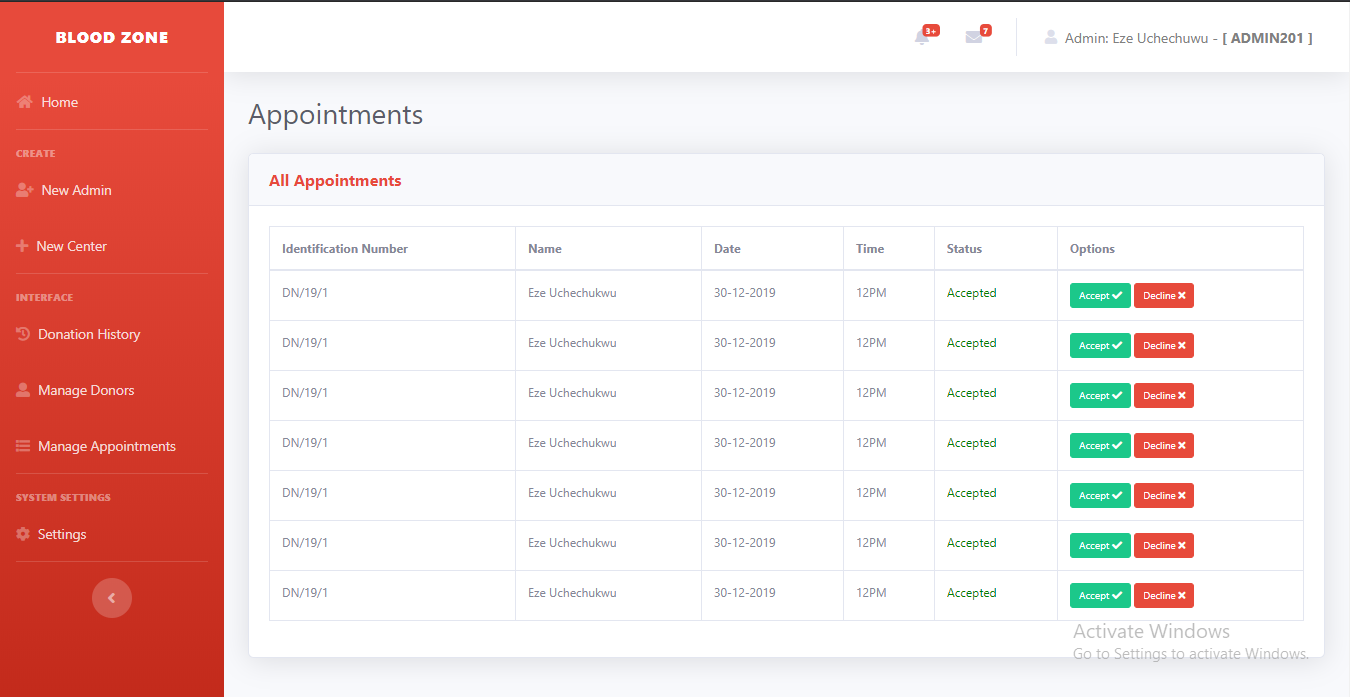 BLOOD ZONE
3+
7
Admin: Eze Uchechuwu - [ ADMIN201 ]
Home
CREATE
New Admin
New Center
INTERFACE
Donation History
Manage Donors
Manage Appointments
SYSTEM SETTINGS
Settings
Appointments
All Appointments
Identification Number Name Date Time Status Options
DN/19/1 Eze Uchechukwu 30-12-2019 12PM Accepted Accept Decline
DN/19/1 Eze Uchechukwu 30-12-2019 12PM Accepted Accept Decline
DN/19/1 Eze Uchechukwu 30-12-2019 12PM Accepted Accept Decline
DN/19/1 Eze Uchechukwu 30-12-2019 12PM Accepted Accept Decline
DN/19/1 Eze Uchechukwu 30-12-2019 12PM Accepted Accept Decline
DN/19/1 Eze Uchechukwu 30-12-2019 12PM Accepted Accept Decline
DN/19/1 Eze Uchechukwu 30-12-2019 12PM Accepted Accept Decline
Activate Windows
Go to Settings to activate Windows.